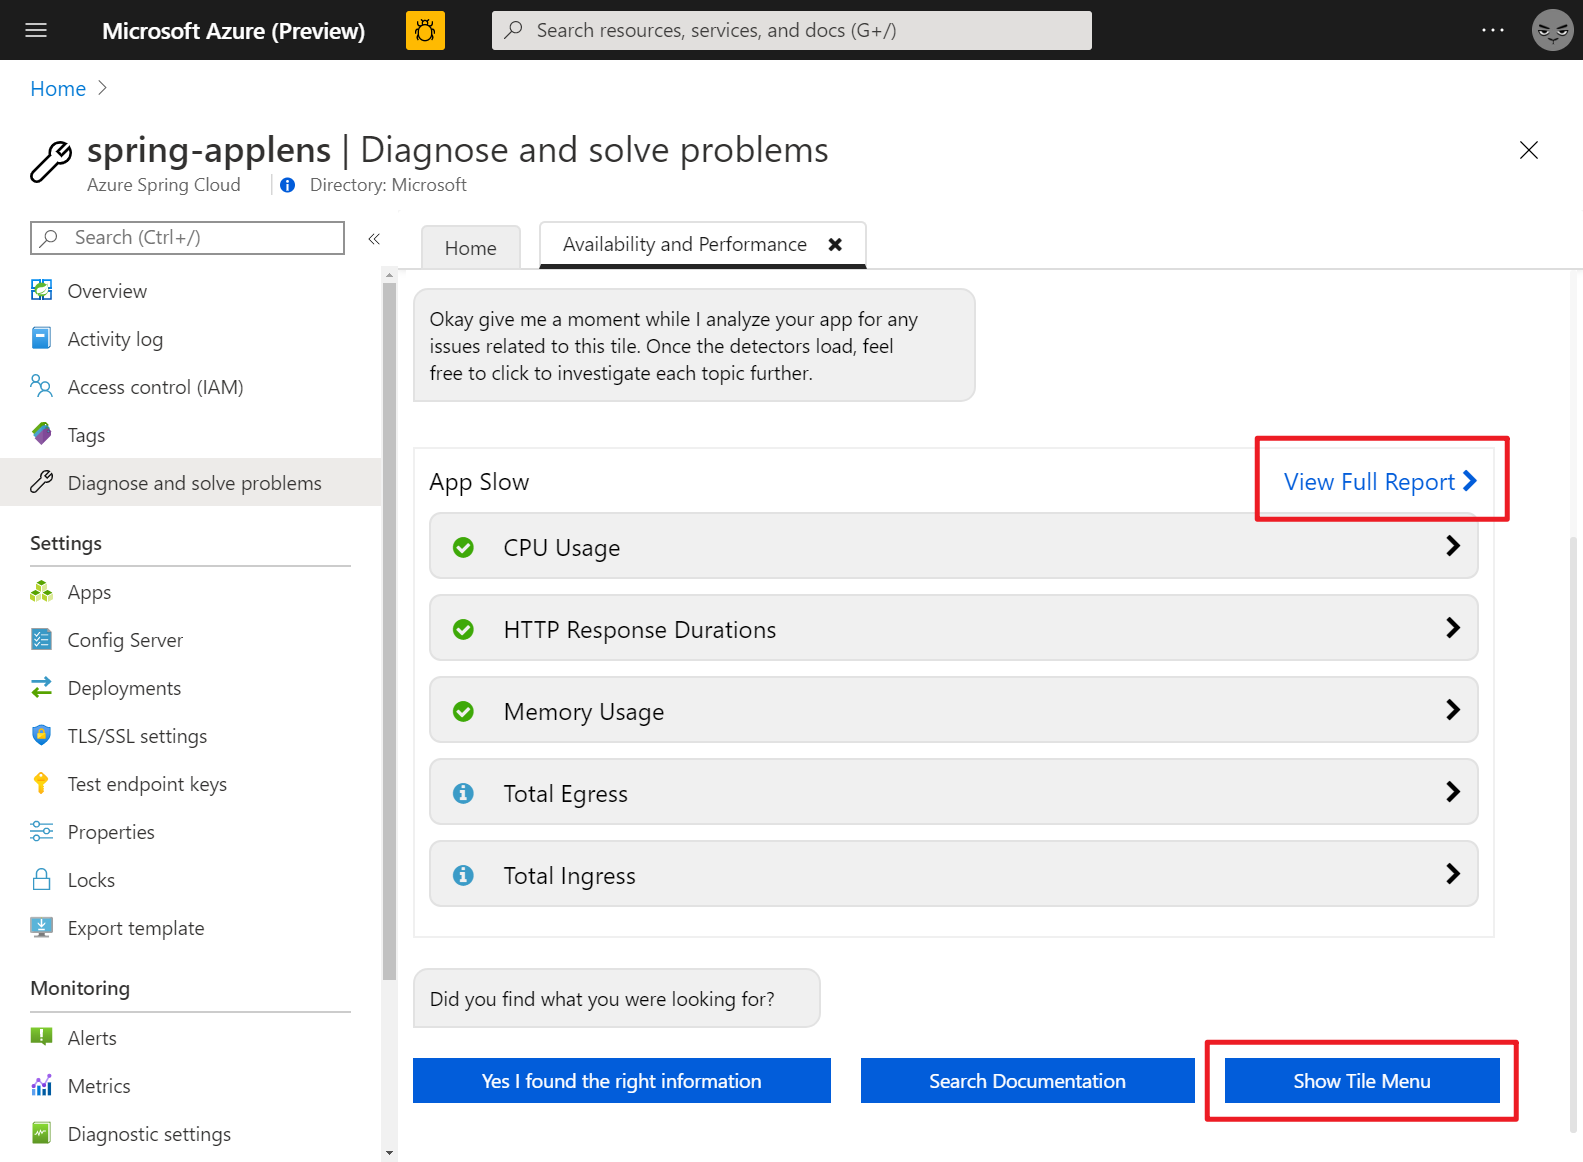 Microsoft Azure (Preview)
Search resources, services, and docs (G+/)
Home
spring-applens | Diagnose and solve problems
Azure Spring Cloud
Directory: Microsoft
Search (Ctrl+/)
Overview
Activity log
Access control (IAM)
Tags
Diagnose and solve problems
Settings
Apps
Config Server
Deployments
TLS/SSL settings
Test endpoint keys
Properties
Locks
Export template
Monitoring
Alerts
Metrics
Diagnostic settings
Home
Availability and Performance
Okay give me a moment while I analyze your app for any
issues related to this tile. Once the detectors load, feel
free to click to investigate each topic further.
App Slow
View Full Report
CPU Usage
HTTP Response Durations
Memory Usage
Total Egress
Total Ingress
Did you find what you were looking for?
Yes I found the right information
Search Documentation
Show Tile Menu